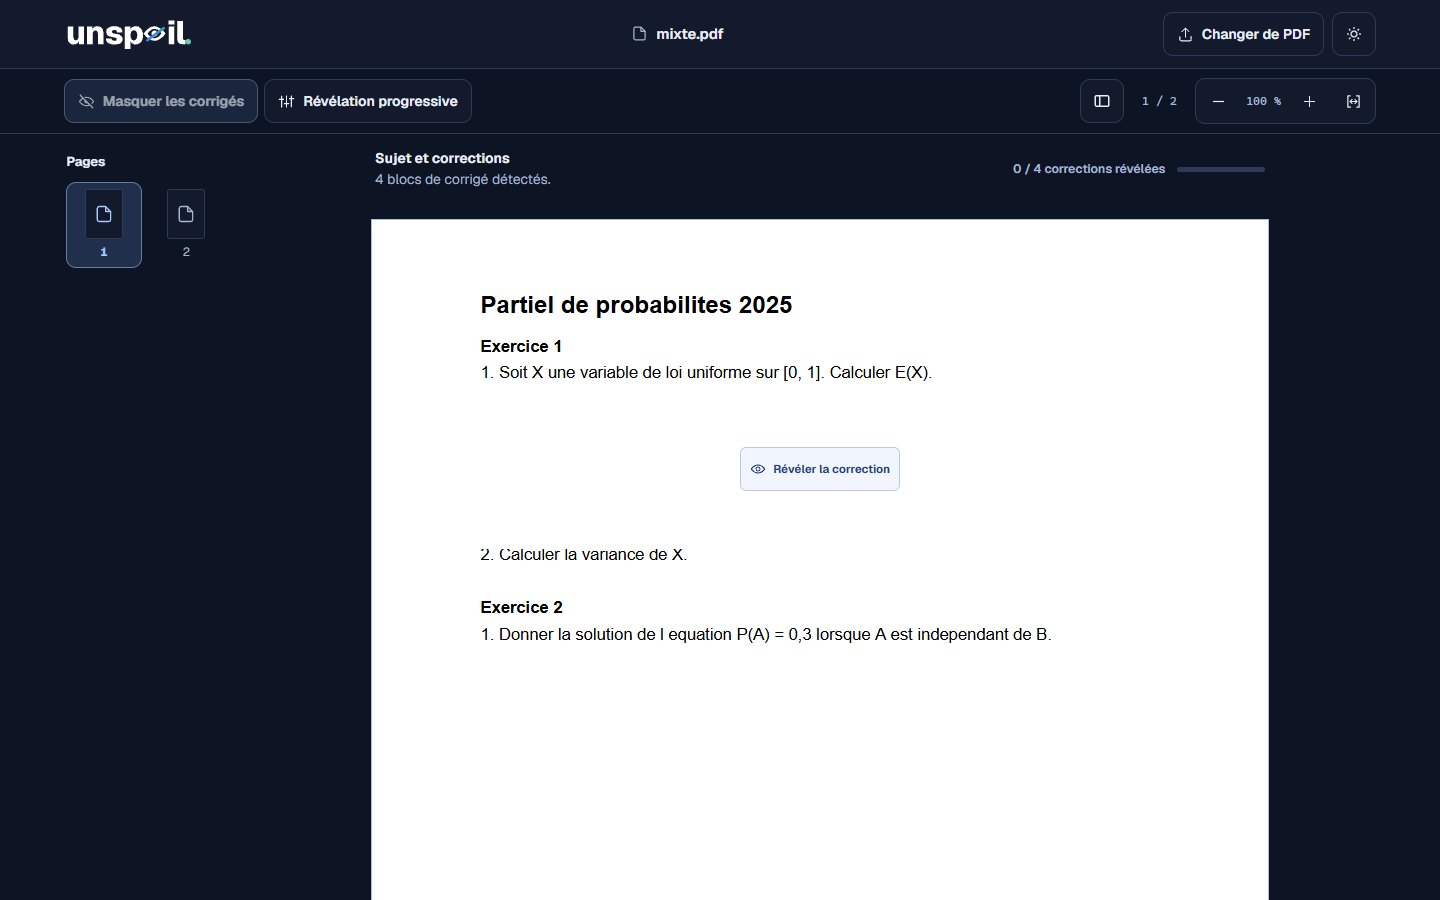 unspoil.
mixte.pdf
Changer de PDF
Masquer les corrigés
Révélation progressive
1 / 2
100 %
Pages
1
2
Sujet et corrections
4 blocs de corrigé détectés.
0 / 4 corrections révélées
Partiel de probabilites 2025
Exercice 1
1. Soit X une variable de loi uniforme sur [0, 1]. Calculer E(X).
Révéler la correction
2. Calculer la variance de X.
Exercice 2
1. Donner la solution de l equation P(A) = 0,3 lorsque A est independant de B.